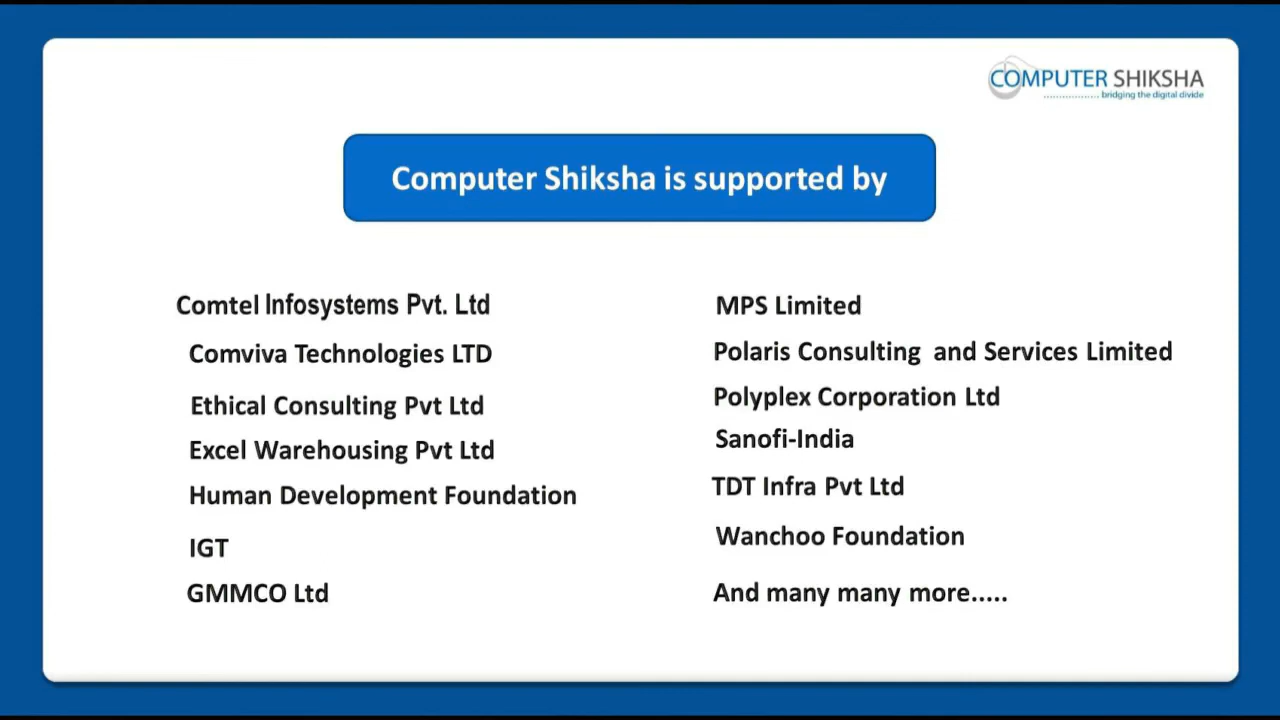 COMPUTER SHIKSHA
bridging the digital divide
Computer Shiksha is supported by
Comtel Infosystems Pvt. Ltd
Comviva Technologies LTD
Ethical Consulting Pvt Ltd
Excel Warehousing Pvt Ltd
Human Development Foundation
IGT
GMMCO Ltd
MPS Limited
Polaris Consulting and Services Limited
Polyplex Corporation Ltd
Sanofi-India
TDT Infra Pvt Ltd
Wanchoo Foundation
And many many more.....